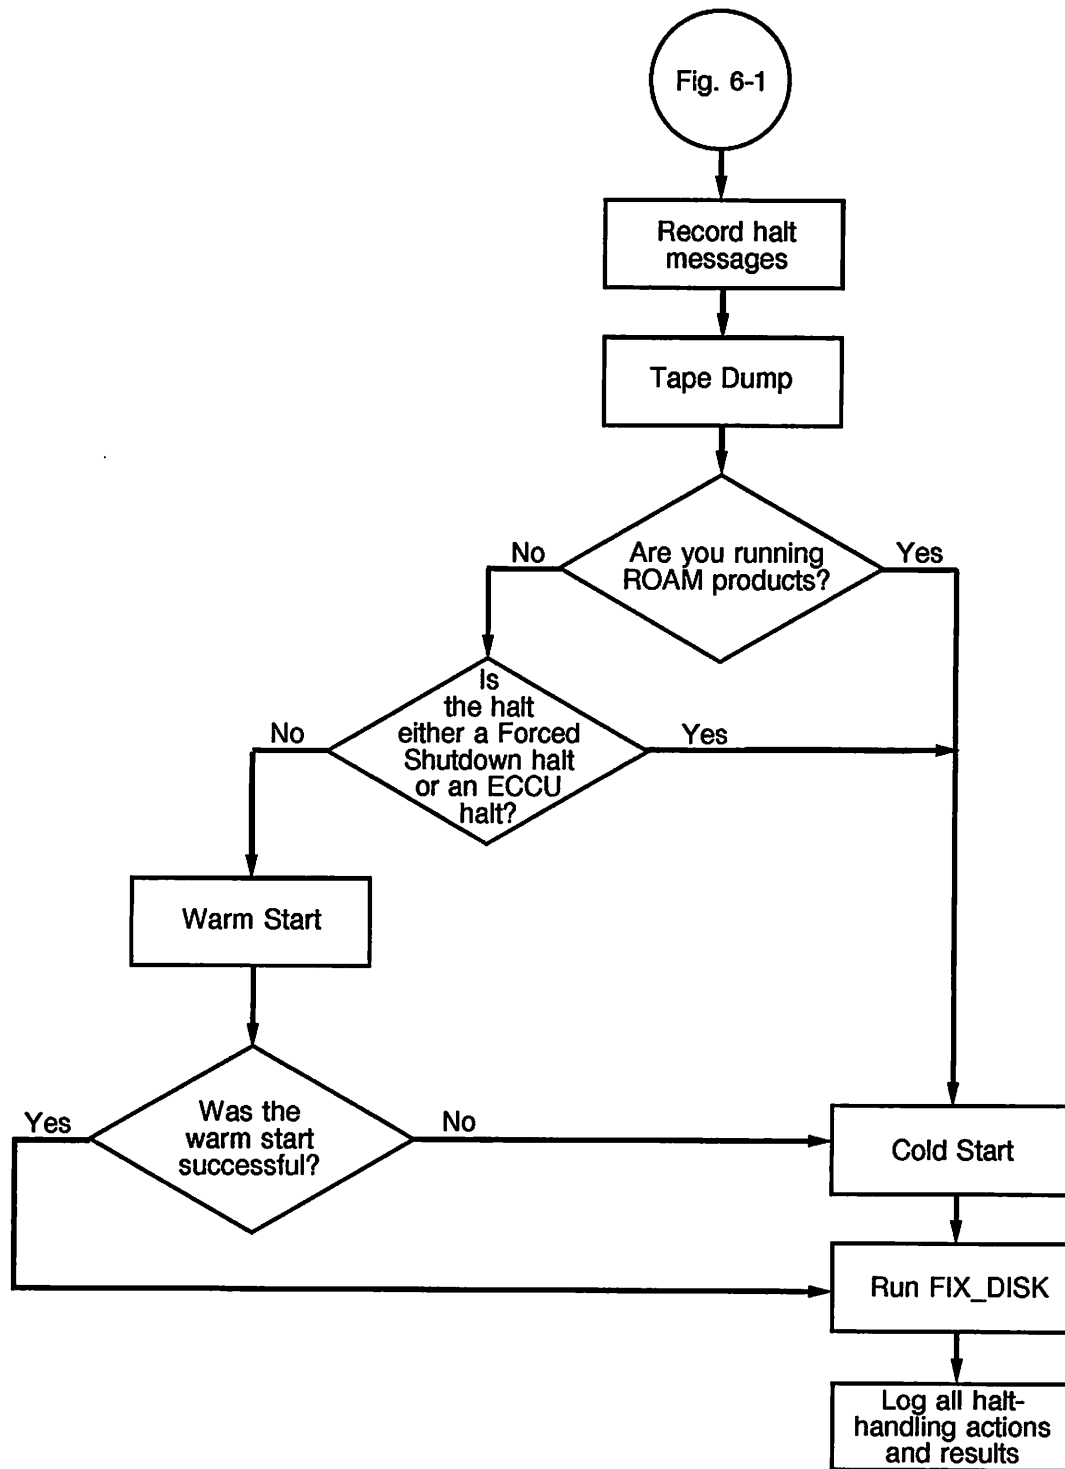 Fig. 6-1
Record halt
messages
Tape Dump
No
Are you running
ROAM products?
Yes
No
Is
the halt
either a Forced
Shutdown halt
or an ECCU
halt?
Yes
Warm Start
Yes
Was the
warm start
successful?
No
Cold Start
Run FIX_DISK
Log all halt-
handling actions
and results